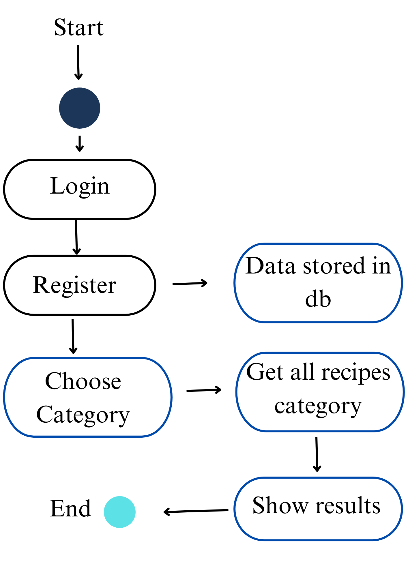 Start
Login
Register
Data stored in
db
Choose
Category
Get all recipes
category
Show results
End